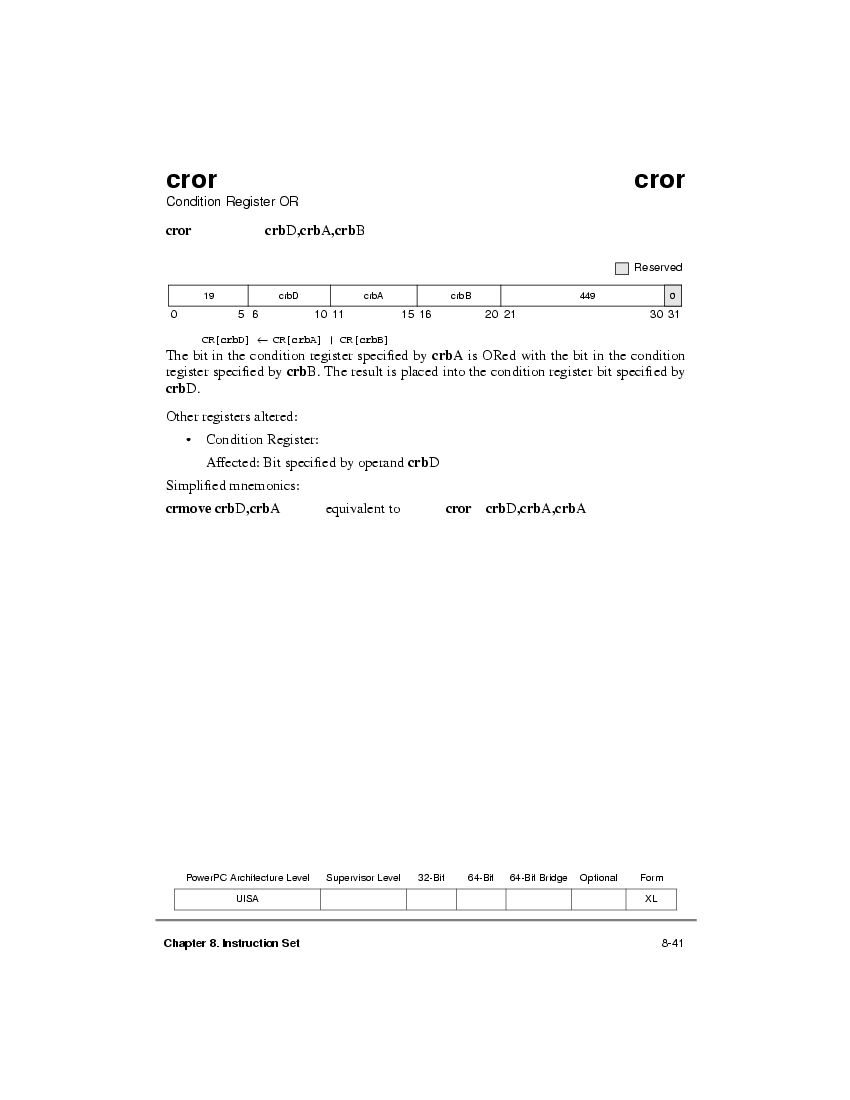 cror cror
Condition Register OR
cror crbD,crbA,crbB
Reserved
19 crbD crbA crbB 449 0
0 5 6 10 11 15 16 20 21 30 31
CR[crbD] ← CR[crbA] | CR[crbB]
The bit in the condition register specified by crbA is ORed with the bit in the condition
register specified by crbB. The result is placed into the condition register bit specified by
crbD.
Other registers altered:
• Condition Register:
Affected: Bit specified by operand crbD
Simplified mnemonics:
crmove crbD,crbA equivalent to cror crbD,crbA,crbA
PowerPC Architecture Level Supervisor Level 32-Bit 64-Bit 64-Bit Bridge Optional Form
UISA XL
Chapter 8. Instruction Set 8-41